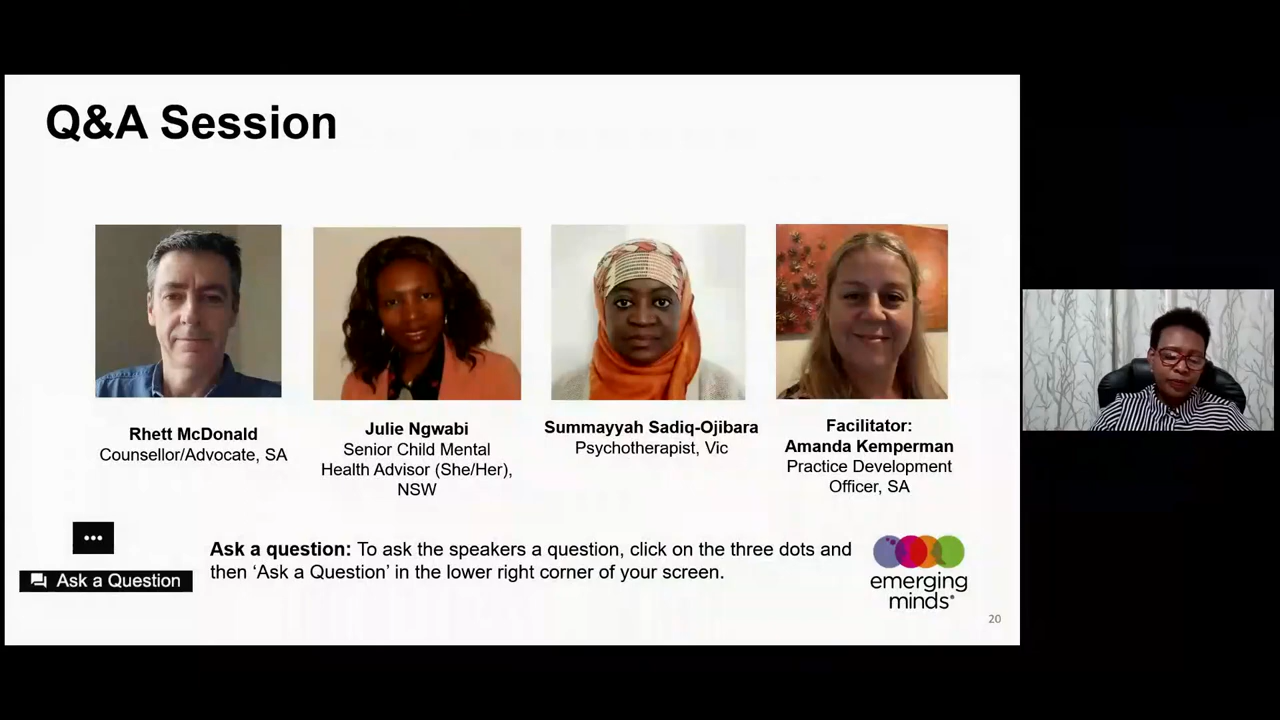 Q&A Session
Rhett McDonald
Counsellor/Advocate, SA
Julie Ngwabi
Senior Child Mental
Health Advisor (She/Her),
NSW
Summayyah Sadiq-Ojibara
Psychotherapist, Vic
Facilitator:
Amanda Kemperman
Practice Development
Officer, SA
Ask a Question
Ask a question: To ask the speakers a question, click on the three dots and
then ‘Ask a Question’ in the lower right corner of your screen.
emerging
minds
20